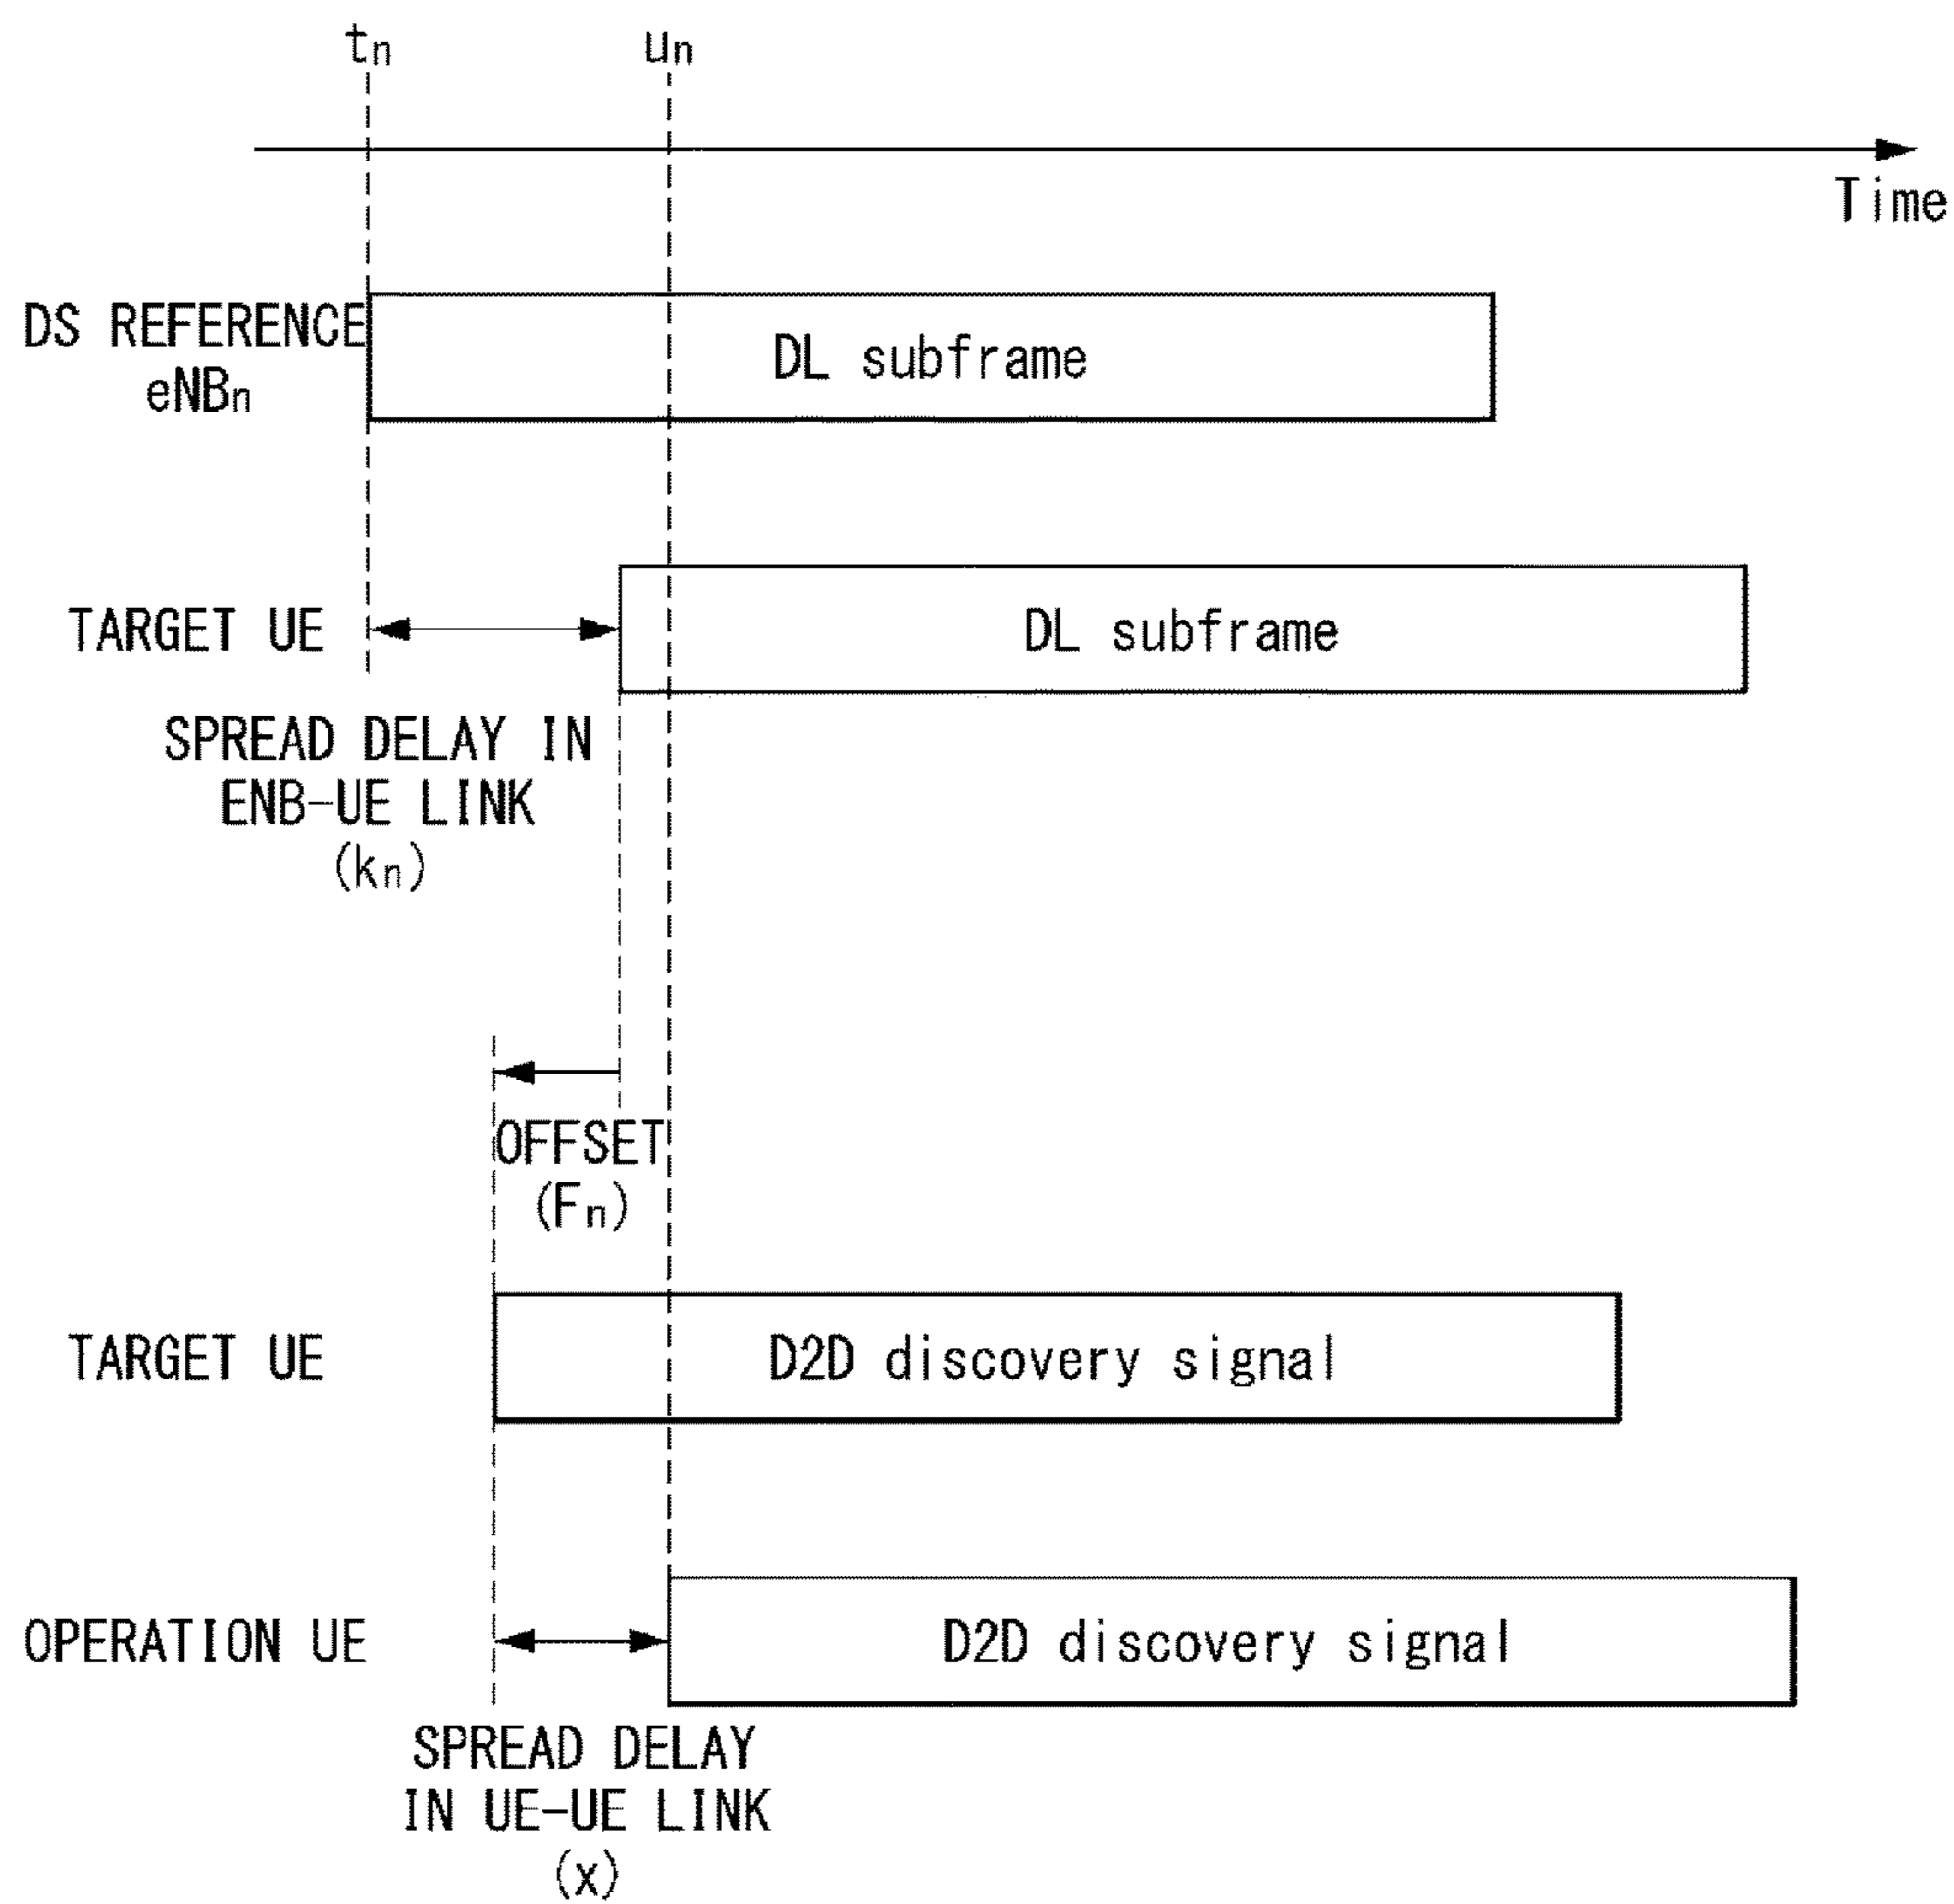 tn
un
Time
DS REFERENCE
eNBn
DL subframe
TARGET UE
DL subframe
SPREAD DELAY IN
ENB-UE LINK
(kn)
OFFSET
(Fn)
TARGET UE
D2D discovery signal
OPERATION UE
D2D discovery signal
SPREAD DELAY
IN UE-UE LINK
(x)